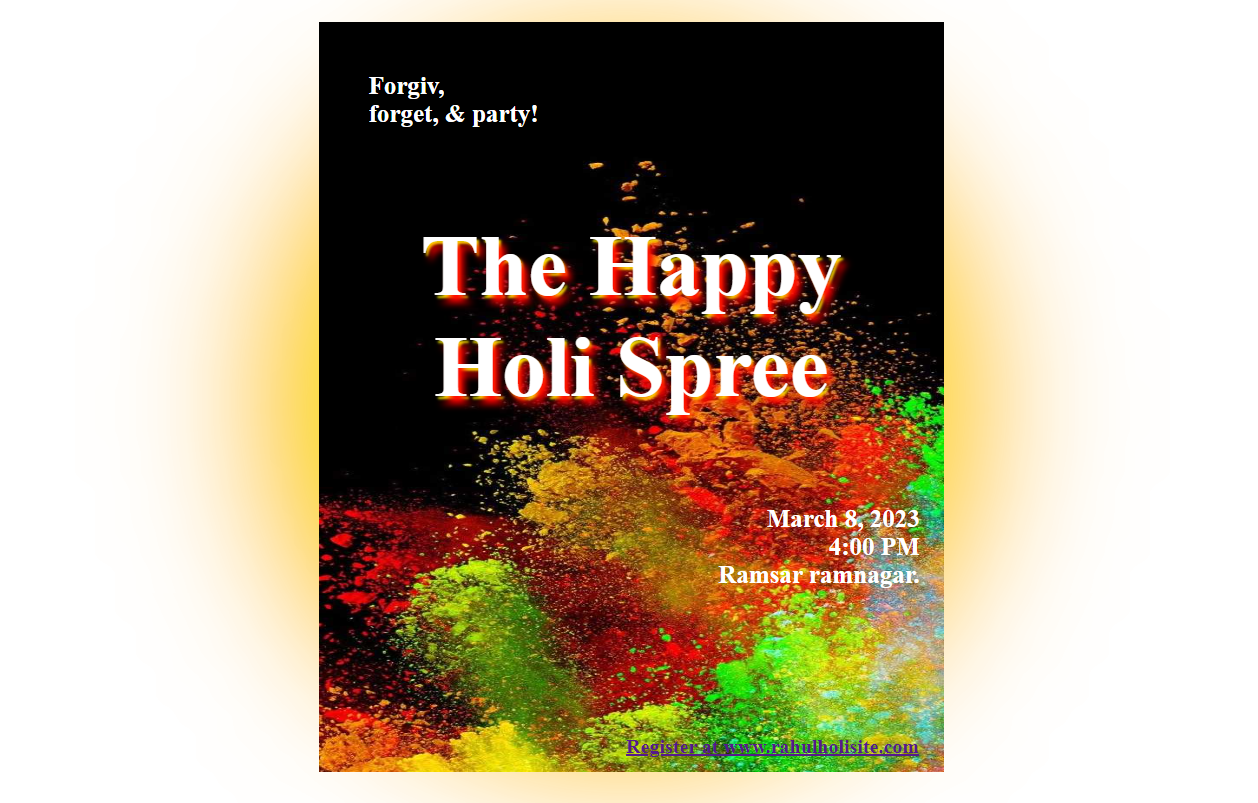 Forgiv,
forget, & party!
The Happy
Holi Spree
March 8, 2023
4:00 PM
Ramsar ramnagar.
Register at www.rahulholisite.com